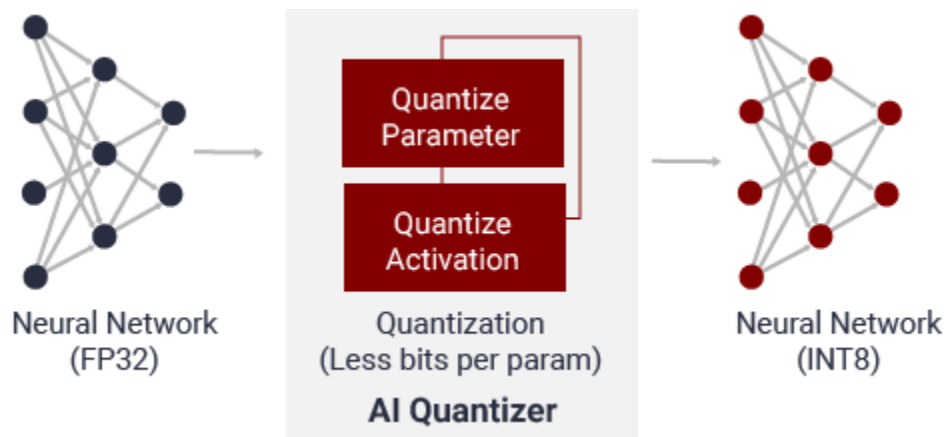 Quantize
Parameter
Quantize
Activation
Neural Network
(FP32)
Quantization
(Less bits per param)
AI Quantizer
Neural Network
(INT8)